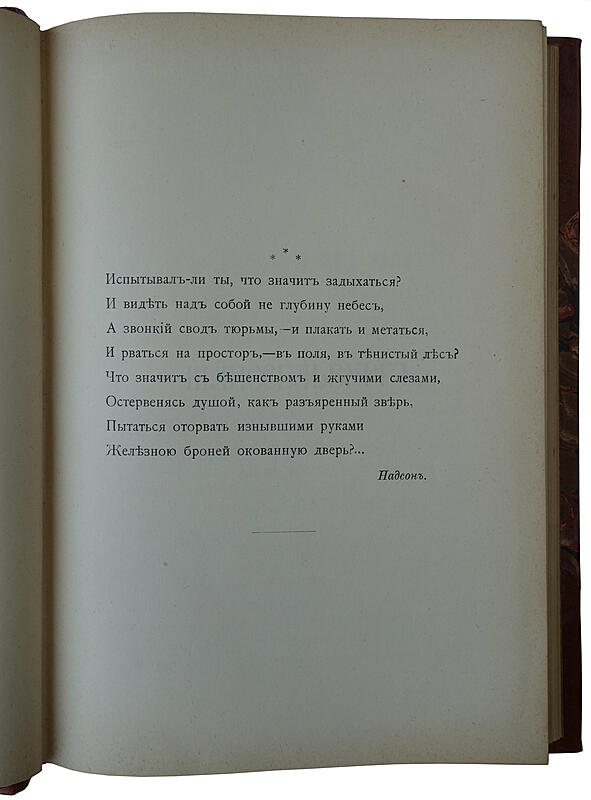 * * *
Испытывалъ-ли ты, что значитъ задыхаться?
И видѣть надъ собой не глубину небесъ,
А звонкій сводъ тюрьмы,—и плакать и метаться,
И рваться на просторъ,—въ поля, въ тѣнистый лѣсъ?
Что значитъ съ бѣшенствомъ и жгучими слезами,
Остервенясь душой, какъ разъяренный звѣрь,
Пытаться оторвать изнывшими руками
Желѣзною броней окованную дверь?...
Надсонъ.